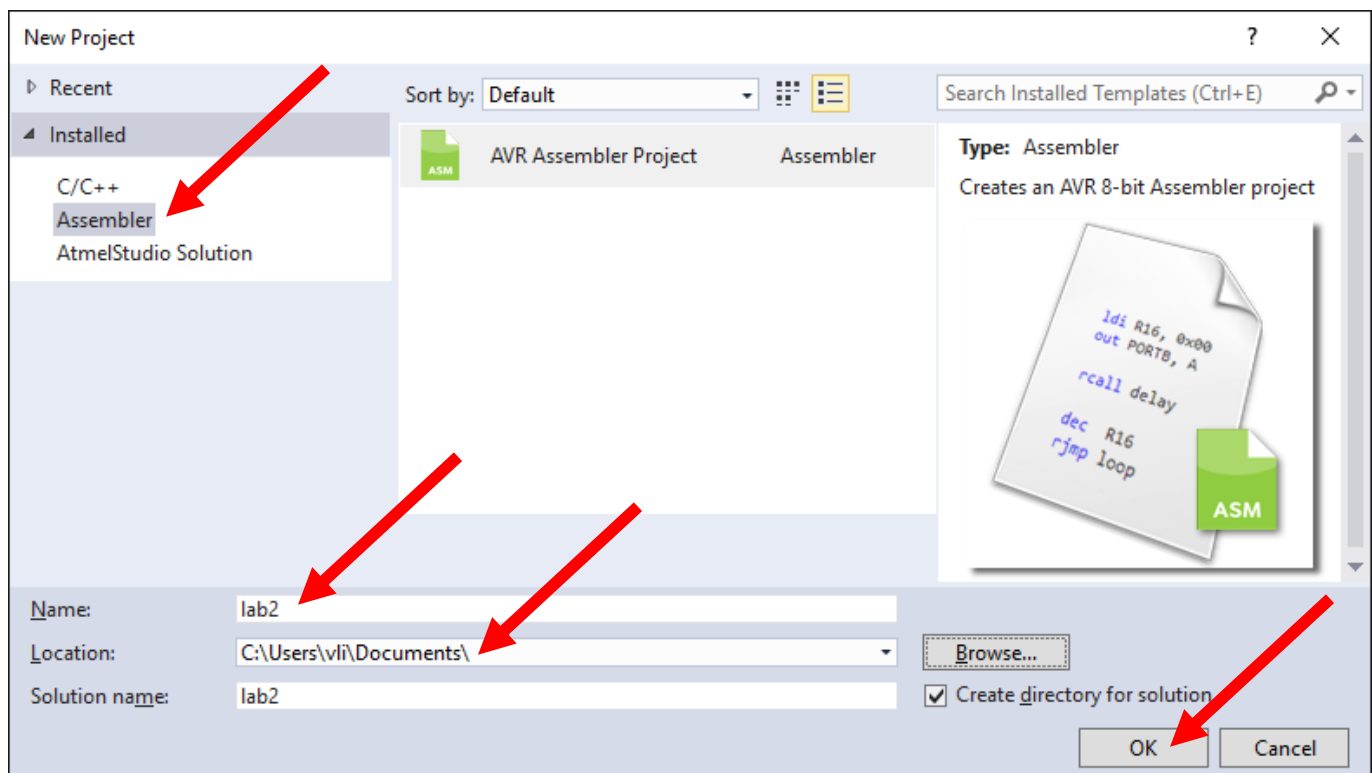 New Project
?
Recent
Installed
C/C++
Assembler
AtmelStudio Solution
Sort by: Default
ASM
AVR Assembler Project
Assembler
Search Installed Templates (Ctrl+E)
Type: Assembler
Creates an AVR 8-bit Assembler project
ldi R16, 0x00
out PORTB, A
rcall delay
dec R16
rjmp loop
ASM
Name: lab2
Location: C:\Users\vli\Documents\
Browse...
Solution name: lab2
Create directory for solution
OK
Cancel